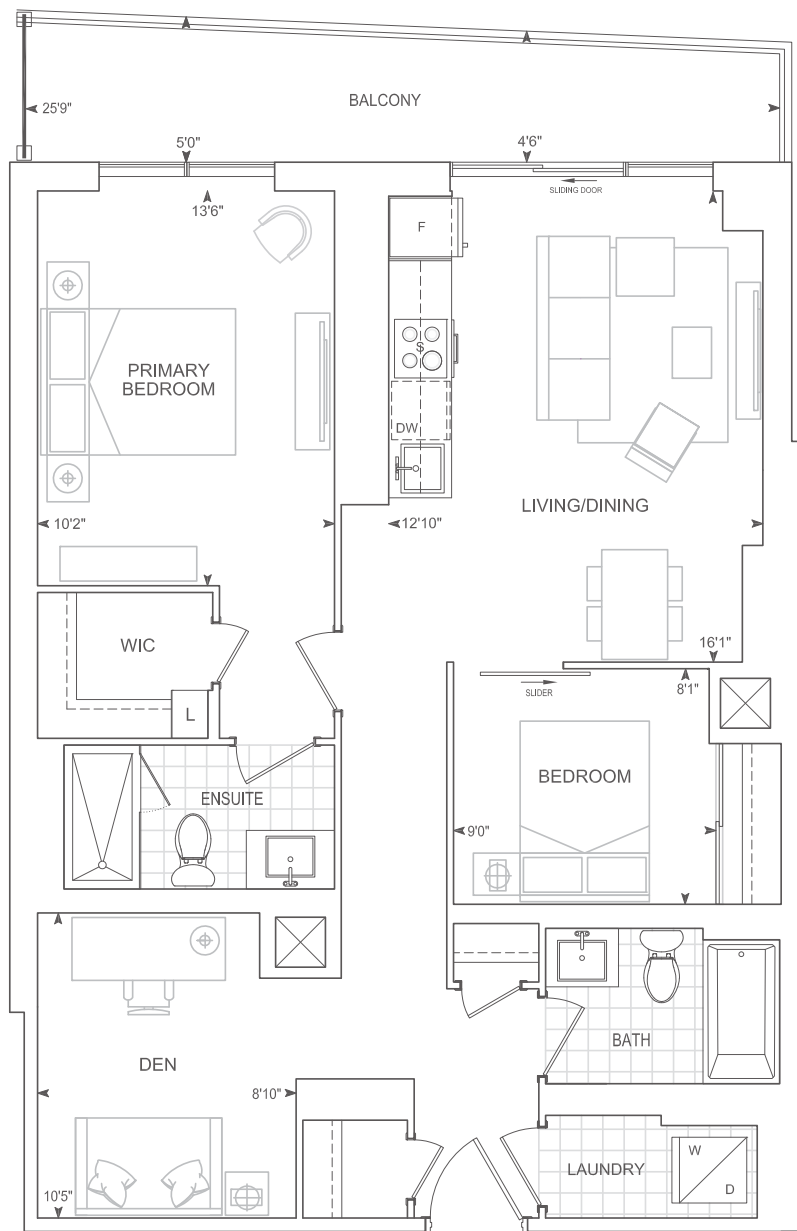 BALCONY
25'9"
5'0"
4'6"
SLIDING DOOR
13'6"
F
S
PRIMARY
BEDROOM
DW
LIVING/DINING
10'2"
12'10"
WIC
16'1"
8'1"
SLIDER
L
BEDROOM
ENSUITE
9'0"
BATH
DEN
8'10"
LAUNDRY
W
D
10'5"